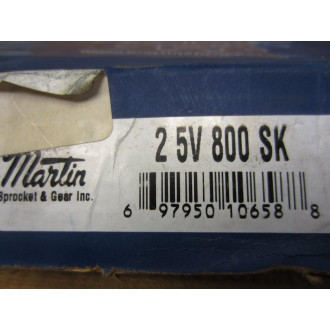 2 5V 800 SK
Martin
Sprocket & Gear Inc.
6 97950 10658 8